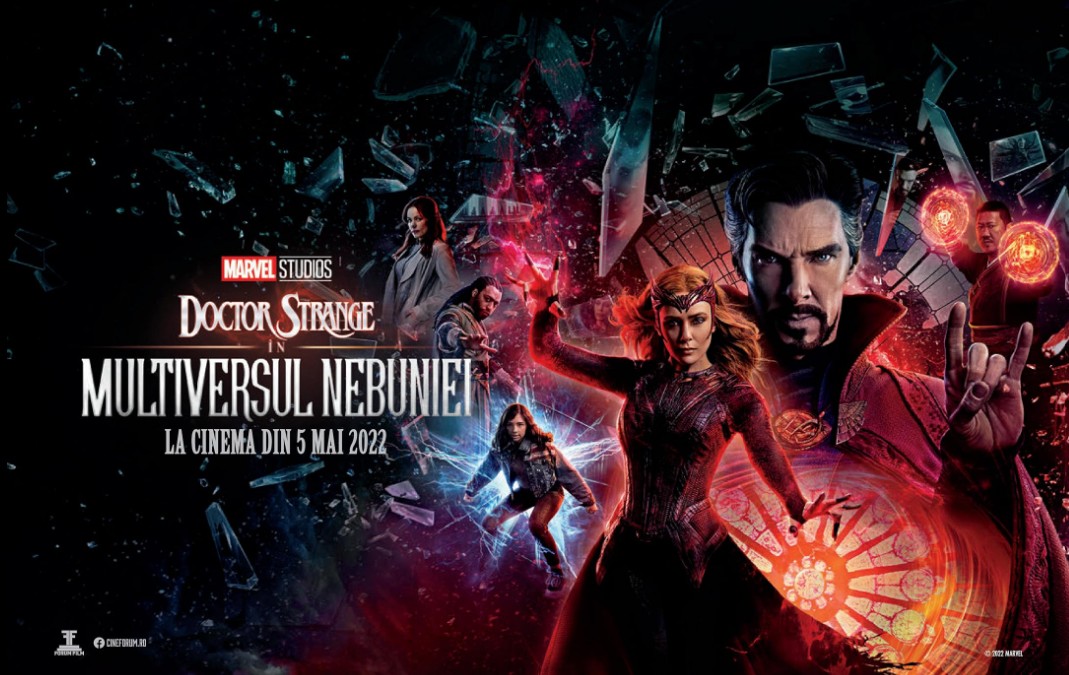 MARVEL STUDIOS
DOCTOR STRANGE
ÎN
MULTIVERSUL NEBUNIEI
LA CINEMA DIN 5 MAI 2022
FORUM FILM
CINEFORUM.RO
© 2022 MARVEL